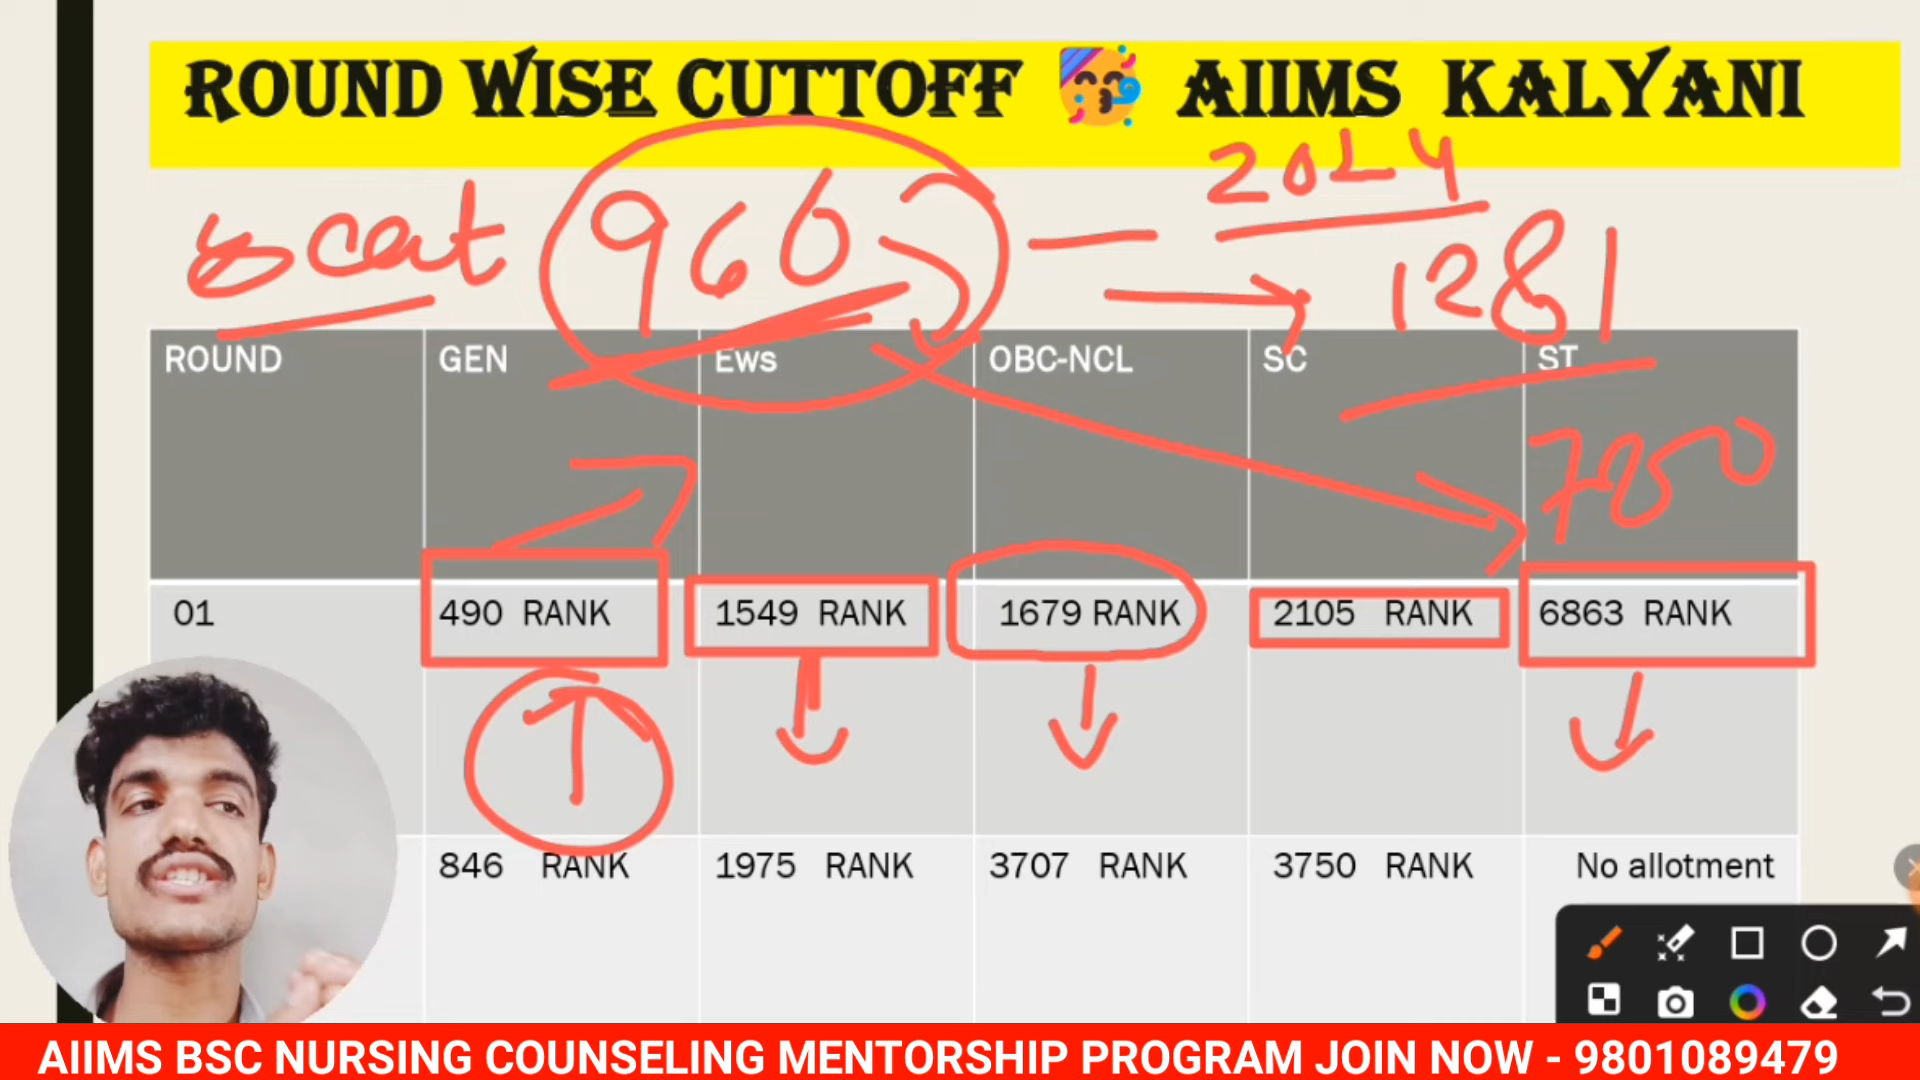 ROUND WISE CUTTOFF 🥳 AIIMS KALYANI
2024
scat 960 — → 1281
ROUND GEN Ews OBC-NCL SC ST
01 490 RANK 1549 RANK 1679 RANK 2105 RANK 6863 RANK
846 RANK 1975 RANK 3707 RANK 3750 RANK No allotment
AIIMS BSC NURSING COUNSELING MENTORSHIP PROGRAM JOIN NOW - 9801089479